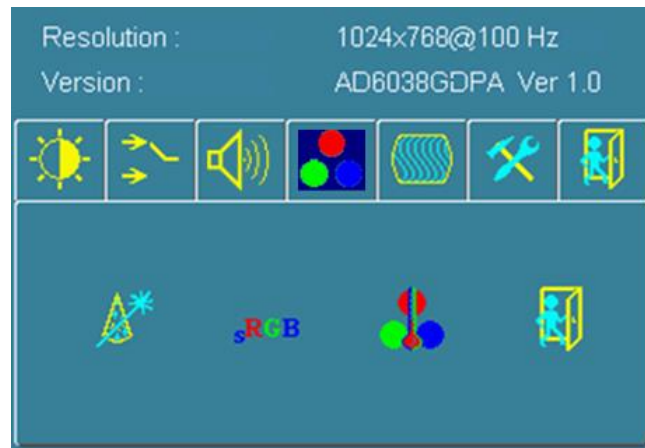 Resolution : 1024x768@100 Hz
Version : AD6038GDPA Ver 1.0
sRGB